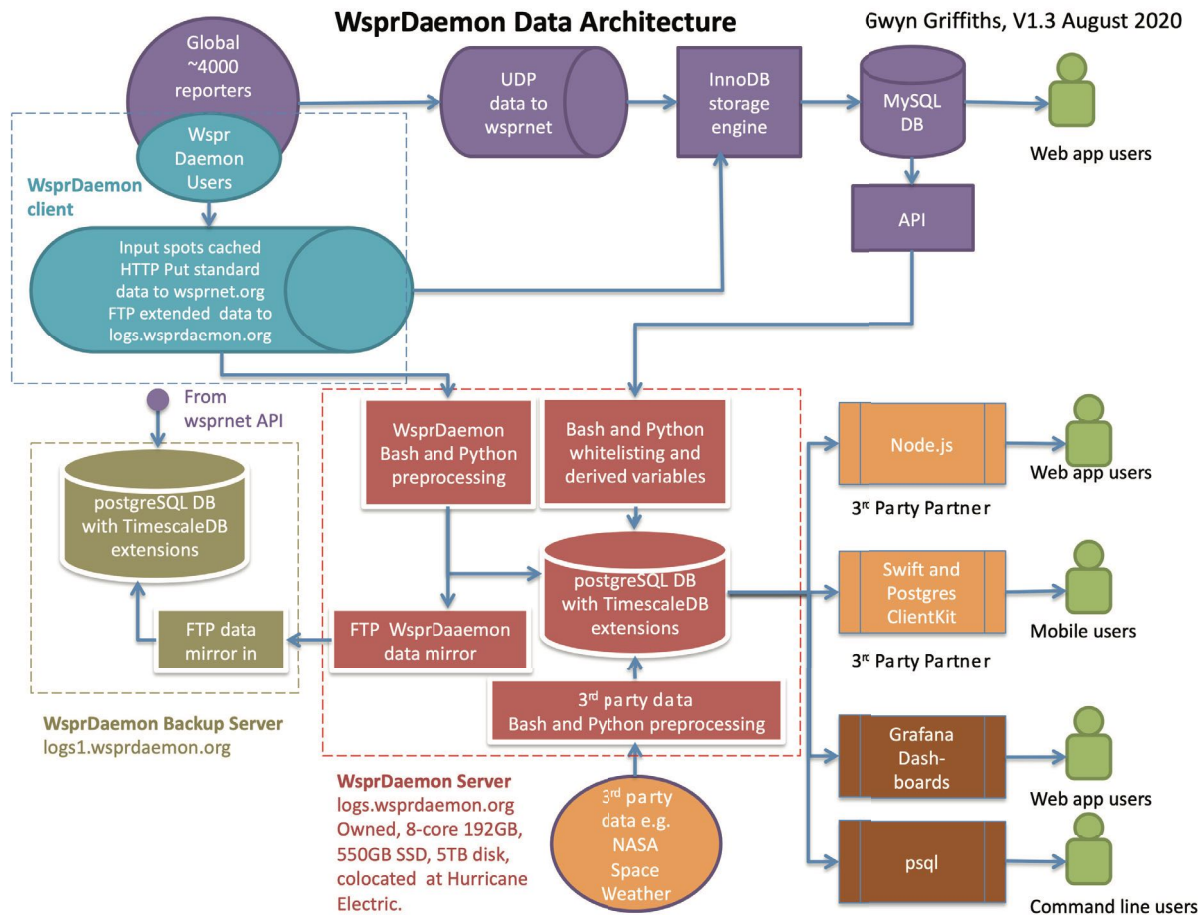 WsprDaemon Data Architecture
Gwyn Griffiths, V1.3 August 2020
Global
~4000
reporters
UDP
data to
wsprnet
InnoDB
storage
engine
MySQL
DB
Web app users
Wspr
Daemon
Users
WsprDaemon
client
API
Input spots cached
HTTP Put standard
data to wsprnet.org
FTP extended data to
logs.wsprdaemon.org
From
wsprnet API
WsprDaemon
Bash and Python
preprocessing
Bash and Python
whitelisting and
derived variables
Node.js
Web app users
3rd Party Partner
postgreSQL DB
with TimescaleDB
extensions
postgreSQL DB
with TimescaleDB
extensions
Swift and
Postgres
ClientKit
Mobile users
3rd Party Partner
FTP data
mirror in
FTP WsprDaaemon
data mirror
3rd party data
Bash and Python preprocessing
WsprDaemon Backup Server
logs1.wsprdaemon.org
Grafana
Dash-
boards
Web app users
WsprDaemon Server
logs.wsprdaemon.org
Owned, 8-core 192GB,
550GB SSD, 5TB disk,
colocated at Hurricane
Electric.
3rd party
data e.g.
NASA
Space
Weather
psql
Command line users